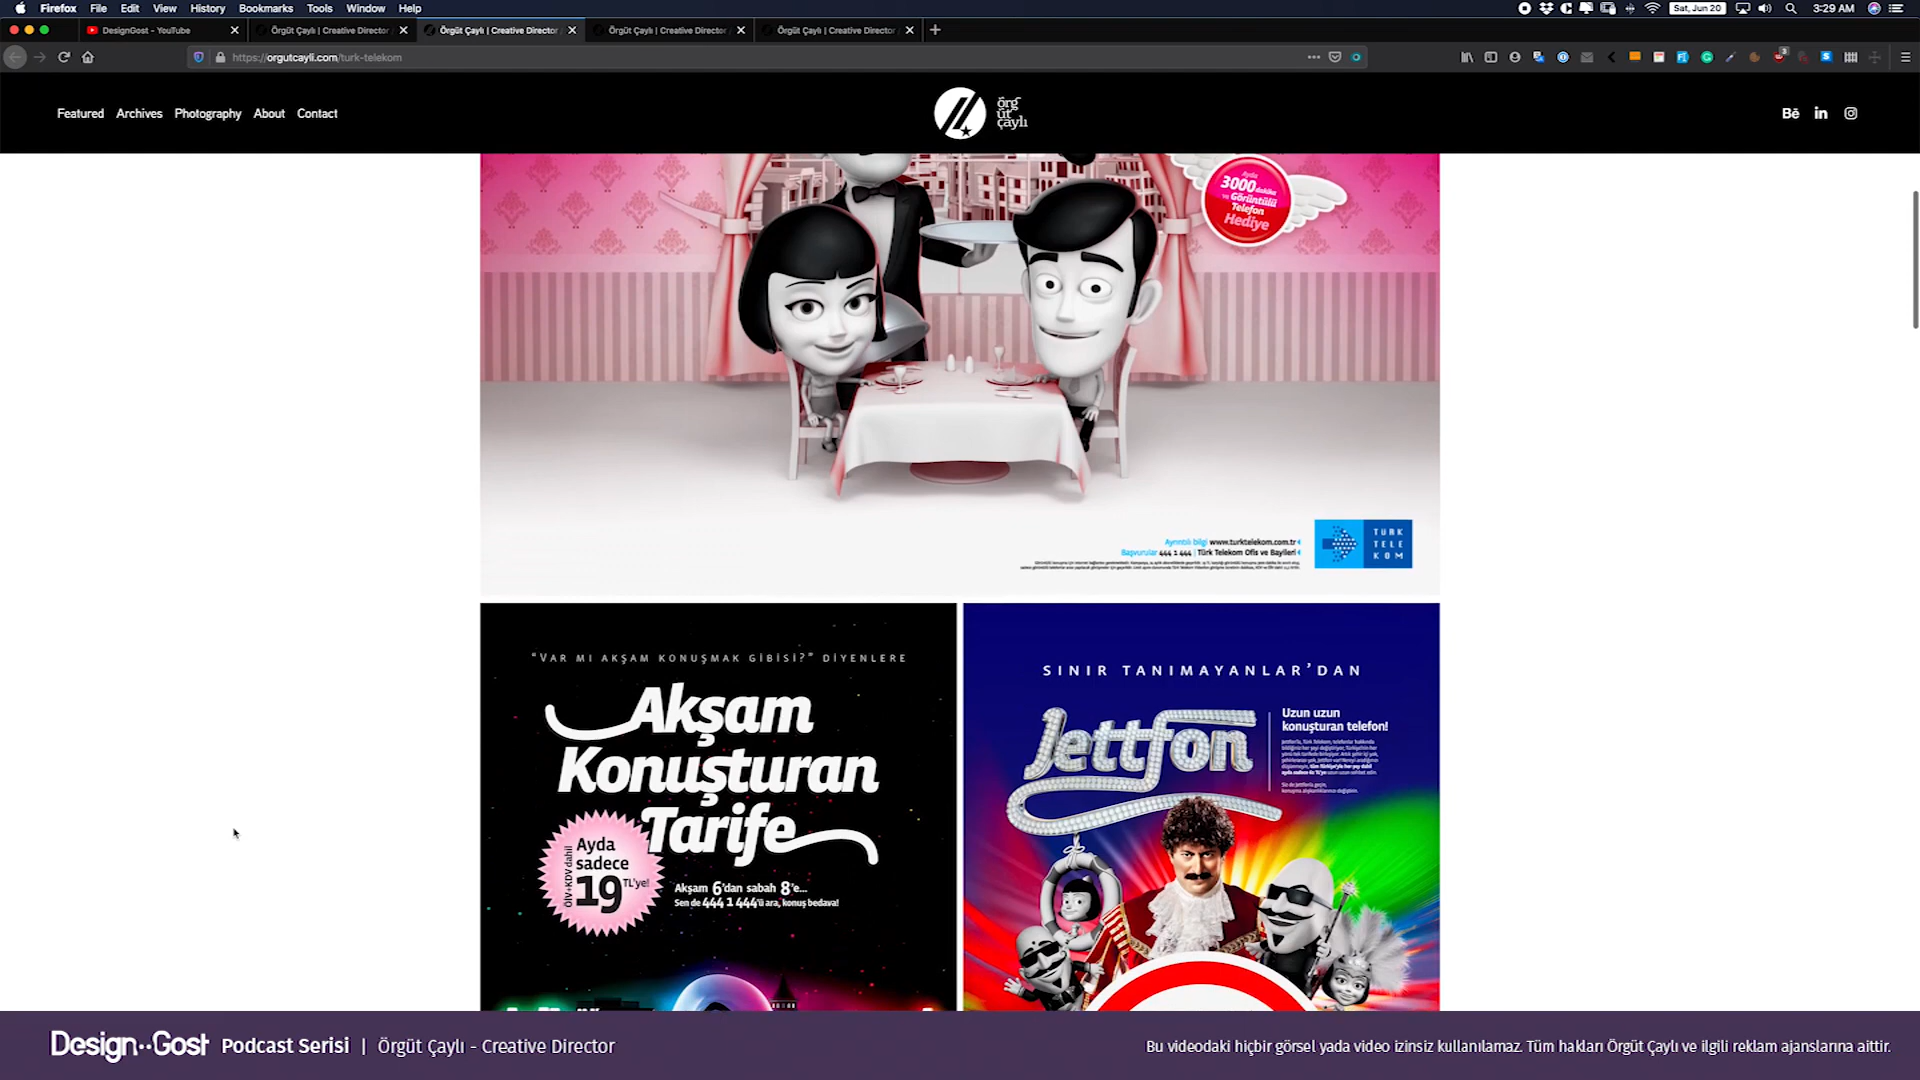 Firefox File Edit View History Bookmarks Tools Window Help
Sat, Jun 20
3:29 AM
DesignGost - YouTube
Örgüt Çaylı | Creative Director
Örgüt Çaylı | Creative Director
Örgüt Çaylı | Creative Director
Örgüt Çaylı | Creative Director
https://orgutcayli.com/turk-telekom
3
Featured Archives Photography About Contact
örg
üt
çaylı
Bē in
Ayda
3000 dakika
ve Görüntülü
Telefon
Hediye
Ayrıntılı bilgi www.turktelekom.com.tr
Başvurular 444 1 444 | Türk Telekom Ofis ve Bayileri
TÜRK
TELE
KOM
"VAR MI AKŞAM KONUŞMAK GİBİSİ?" DİYENLERE
Akşam
Konuşturan
Tarife
ÖİV+KDV dahil
Ayda
sadece
19 TL'ye!
Akşam 6'dan sabah 8'e...
Sen de 444 1 444'ü ara, konuş bedava!
SINIR TANIMAYANLAR'DAN
Jettfon
Uzun uzun
konuşturan telefon!
Design··Gost Podcast Serisi | Örgüt Çaylı - Creative Director
Bu videodaki hiçbir görsel yada video izinsiz kullanılamaz. Tüm hakları Örgüt Çaylı ve ilgili reklam ajanslarına aittir.